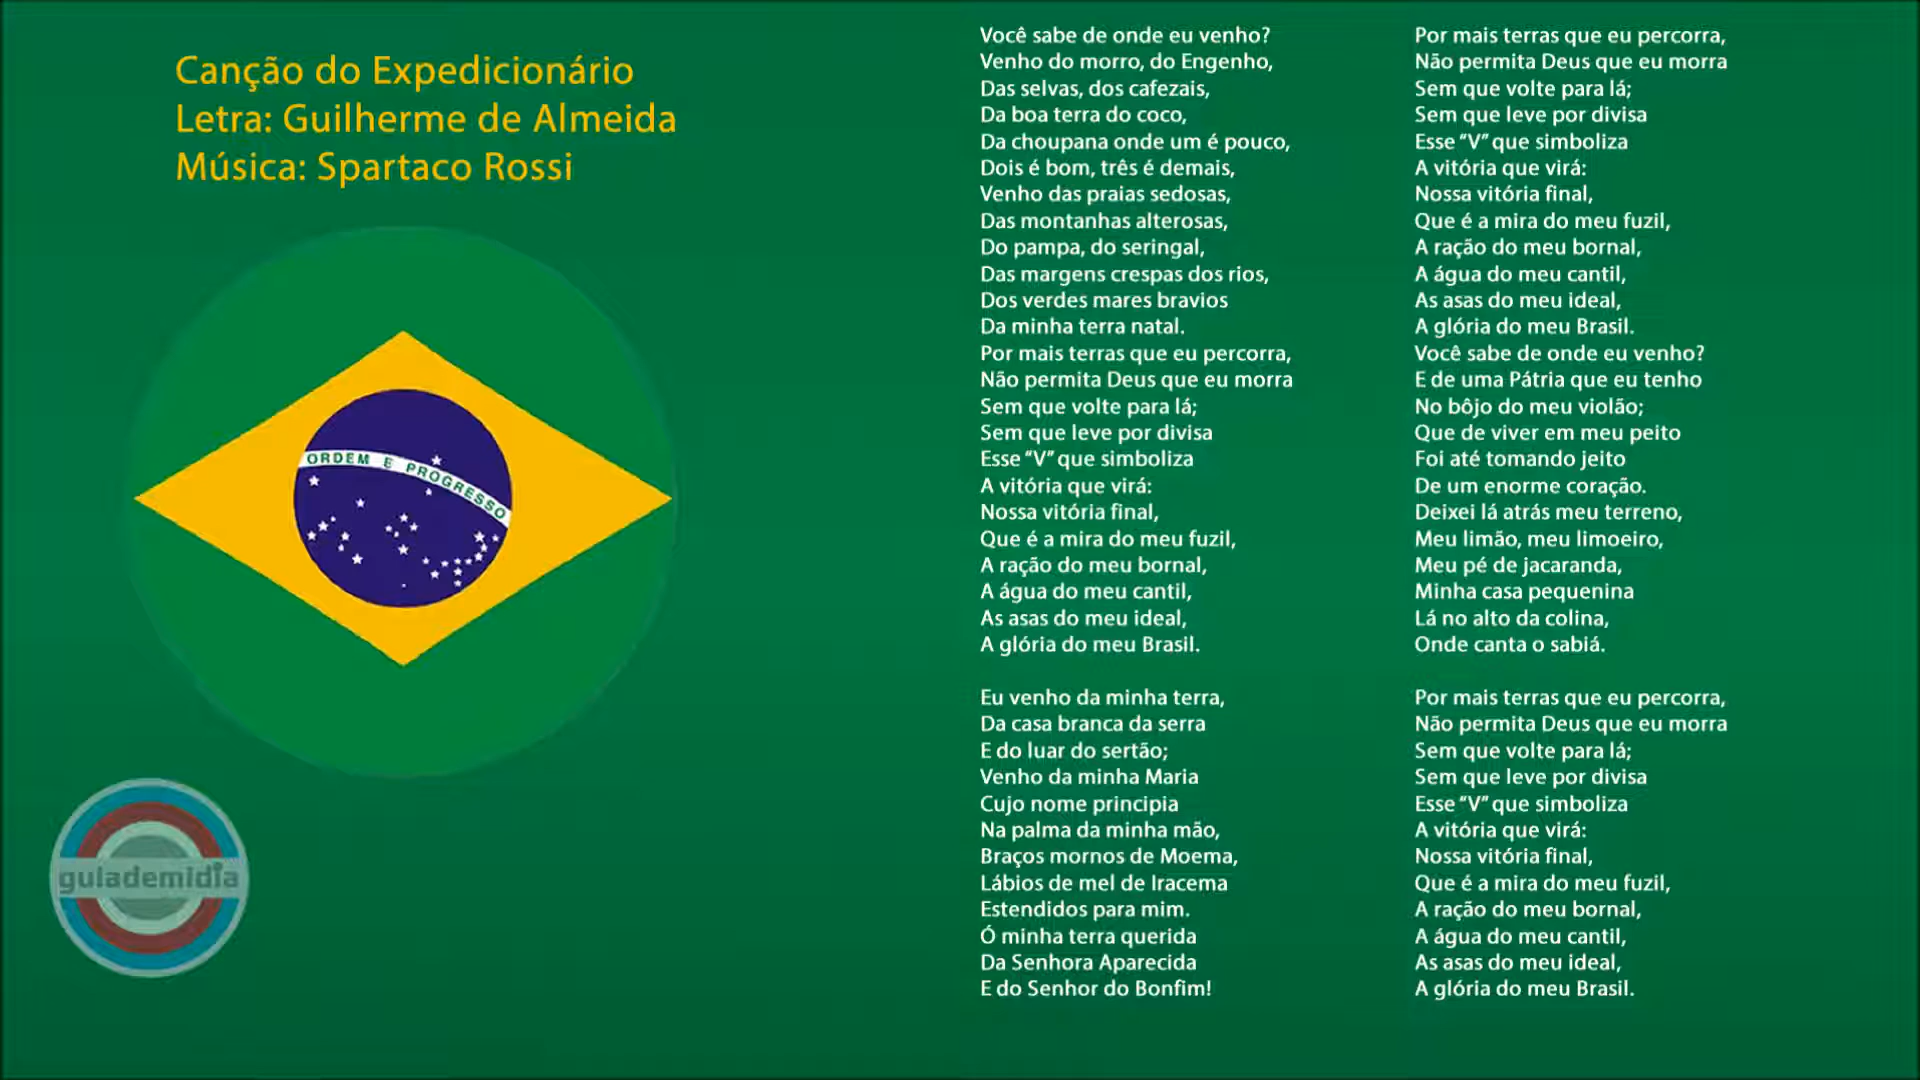 Canção do Expedicionário
Letra: Guilherme de Almeida
Música: Spartaco Rossi
ORDEM E PROGRESSO
guiademidia
Você sabe de onde eu venho?
Venho do morro, do Engenho,
Das selvas, dos cafezais,
Da boa terra do coco,
Da choupana onde um é pouco,
Dois é bom, três é demais,
Venho das praias sedosas,
Das montanhas alterosas,
Do pampa, do seringal,
Das margens crespas dos rios,
Dos verdes mares bravios
Da minha terra natal.
Por mais terras que eu percorra,
Não permita Deus que eu morra
Sem que volte para lá;
Sem que leve por divisa
Esse “V” que simboliza
A vitória que virá:
Nossa vitória final,
Que é a mira do meu fuzil,
A ração do meu bornal,
A água do meu cantil,
As asas do meu ideal,
A glória do meu Brasil.
Eu venho da minha terra,
Da casa branca da serra
E do luar do sertão;
Venho da minha Maria
Cujo nome principia
Na palma da minha mão,
Braços mornos de Moema,
Lábios de mel de Iracema
Estendidos para mim.
Ó minha terra querida
Da Senhora Aparecida
E do Senhor do Bonfim!
Por mais terras que eu percorra,
Não permita Deus que eu morra
Sem que volte para lá;
Sem que leve por divisa
Esse “V” que simboliza
A vitória que virá:
Nossa vitória final,
Que é a mira do meu fuzil,
A ração do meu bornal,
A água do meu cantil,
As asas do meu ideal,
A glória do meu Brasil.
Você sabe de onde eu venho?
E de uma Pátria que eu tenho
No bôjo do meu violão;
Que de viver em meu peito
Foi até tomando jeito
De um enorme coração.
Deixei lá atrás meu terreno,
Meu limão, meu limoeiro,
Meu pé de jacaranda,
Minha casa pequenina
Lá no alto da colina,
Onde canta o sabiá.
Por mais terras que eu percorra,
Não permita Deus que eu morra
Sem que volte para lá;
Sem que leve por divisa
Esse “V” que simboliza
A vitória que virá:
Nossa vitória final,
Que é a mira do meu fuzil,
A ração do meu bornal,
A água do meu cantil,
As asas do meu ideal,
A glória do meu Brasil.